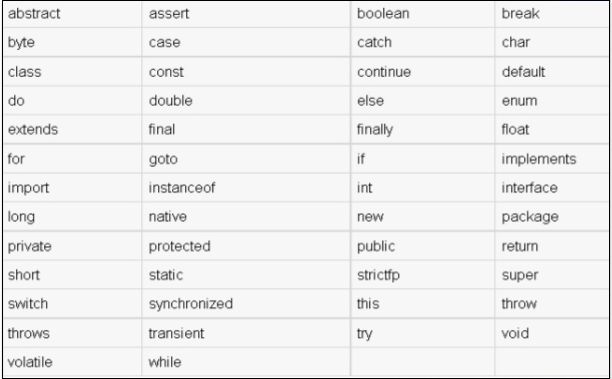 abstract assert boolean break
byte case catch char
class const continue default
do double else enum
extends final finally float
for goto if implements
import instanceof int interface
long native new package
private protected public return
short static strictfp super
switch synchronized this throw
throws transient try void
volatile while